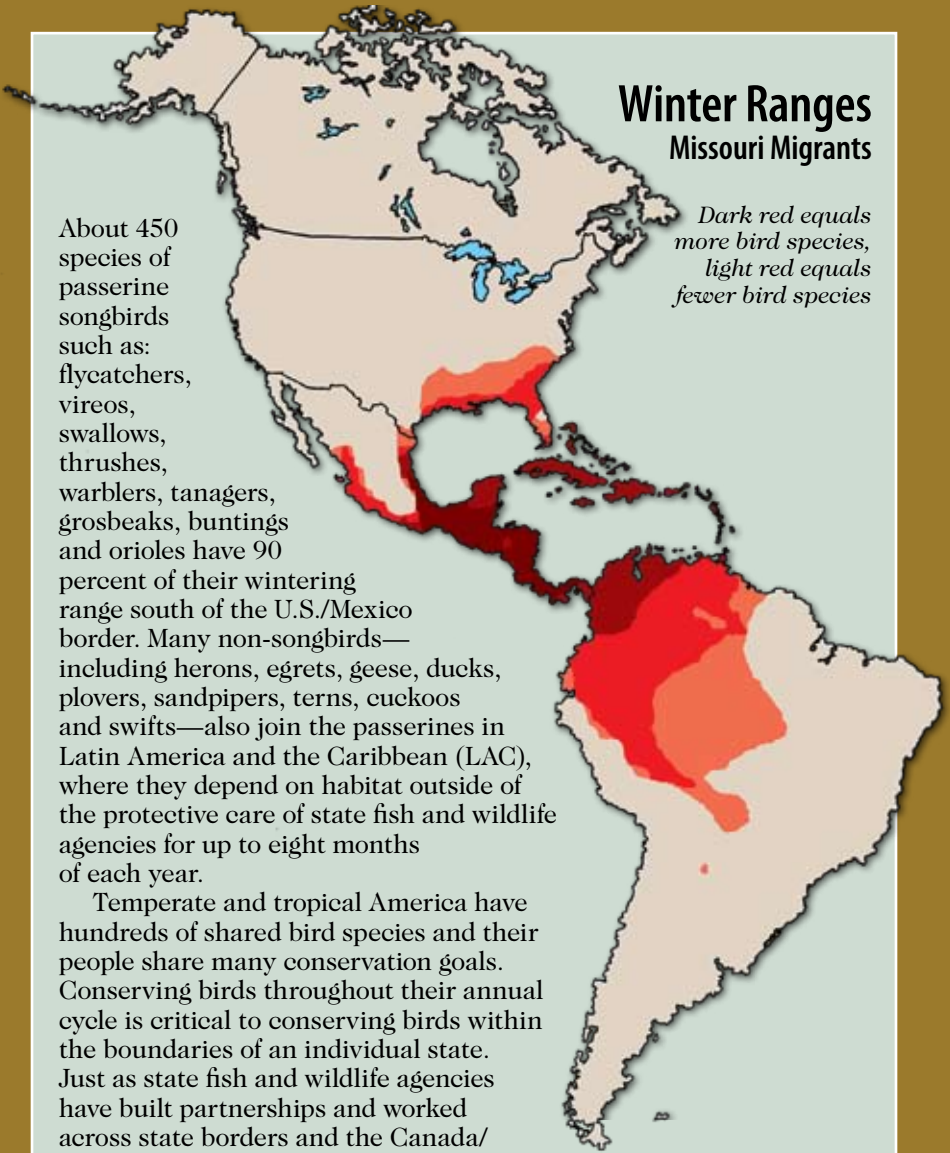 Winter Ranges
Missouri Migrants
Dark red equals
more bird species,
light red equals
fewer bird species
About 450
species of
passerine
songbirds
such as:
flycatchers,
vireos,
swallows,
thrushes,
warblers, tanagers,
grosbeaks, buntings
and orioles have 90
percent of their wintering
range south of the U.S./Mexico
border. Many non-songbirds—
including herons, egrets, geese, ducks,
plovers, sandpipers, terns, cuckoos
and swifts—also join the passerines in
Latin America and the Caribbean (LAC),
where they depend on habitat outside of
the protective care of state fish and wildlife
agencies for up to eight months
of each year.
Temperate and tropical America have
hundreds of shared bird species and their
people share many conservation goals.
Conserving birds throughout their annual
cycle is critical to conserving birds within
the boundaries of an individual state.
Just as state fish and wildlife agencies
have built partnerships and worked
across state borders and the Canada/